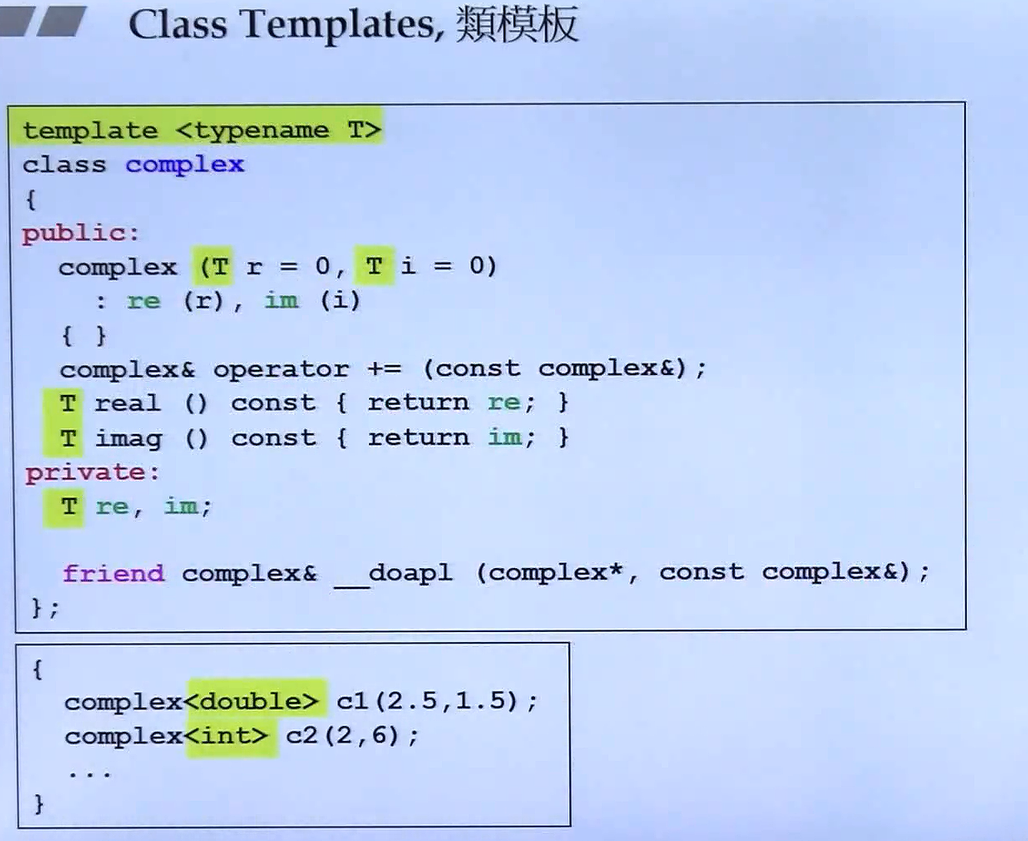 Class Templates, 類模板
template <typename T>
class complex
{
public:
complex (T r = 0, T i = 0)
: re (r), im (i)
{ }
complex& operator += (const complex&);
T real () const { return re; }
T imag () const { return im; }
private:
T re, im;
friend complex& __doapl (complex*, const complex&);
};
{
complex<double> c1(2.5,1.5);
complex<int> c2(2,6);
...
}